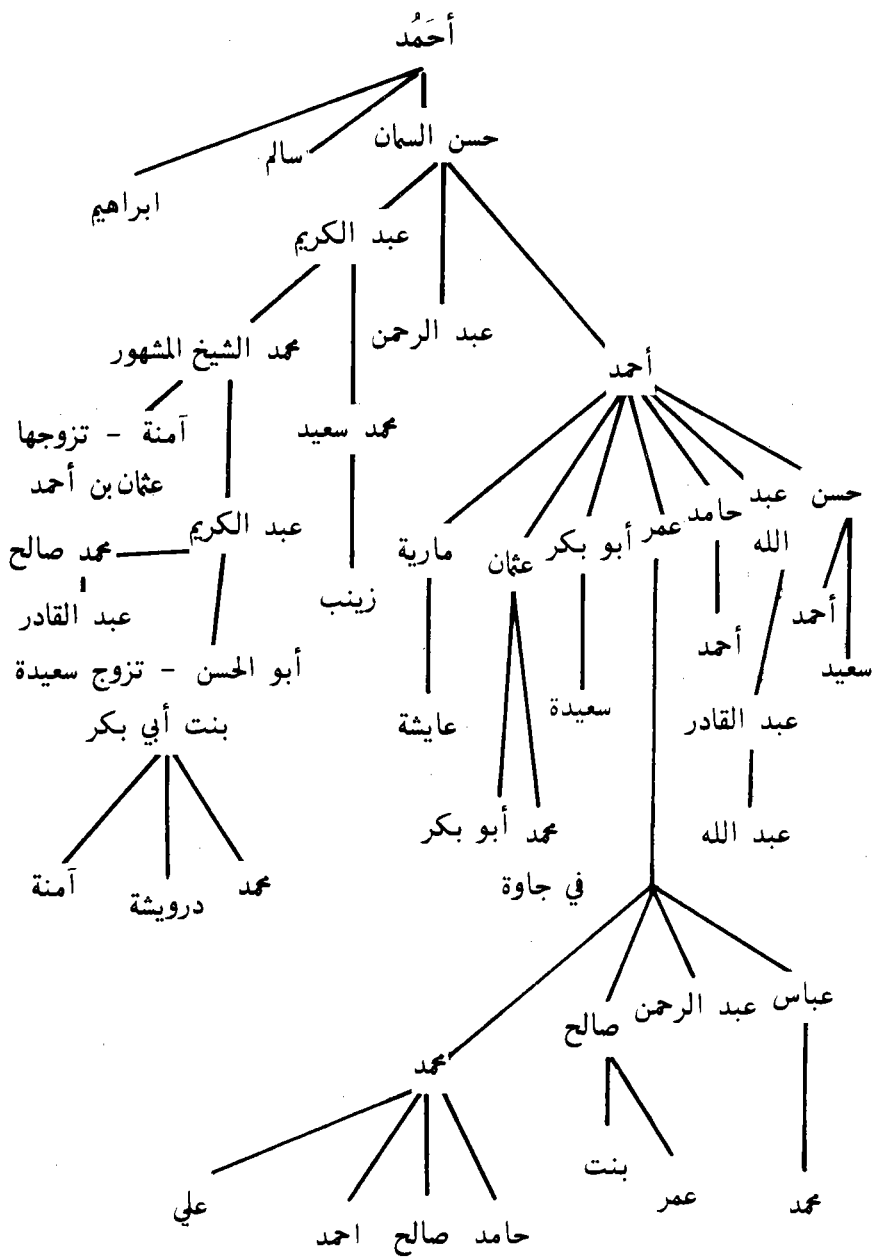 أَحَمُد
حسن السمان
سالم
ابراهيم
عبد الكريم
عبد الرحمن
أحمد
محمد الشيخ المشهور
آمنة - تزوجها
عثمان بن أحمد
محمد سعيد
حسن
عبد
الله
حامد
عمر
أبو بكر
عثمان
مارية
عبد الكريم
محمد صالح
زينب
أحمد
سعيد
أحمد
عبد القادر
أبو الحسن - تزوج سعيدة
بنت أبي بكر
عبد القادر
سعيدة
عايشة
عبد الله
محمد
أبو بكر
في جاوة
محمد
درويشة
آمنة
عباس
عبد الرحمن
صالح
محمد
بنت
عمر
محمد
حامد
صالح
احمد
علي